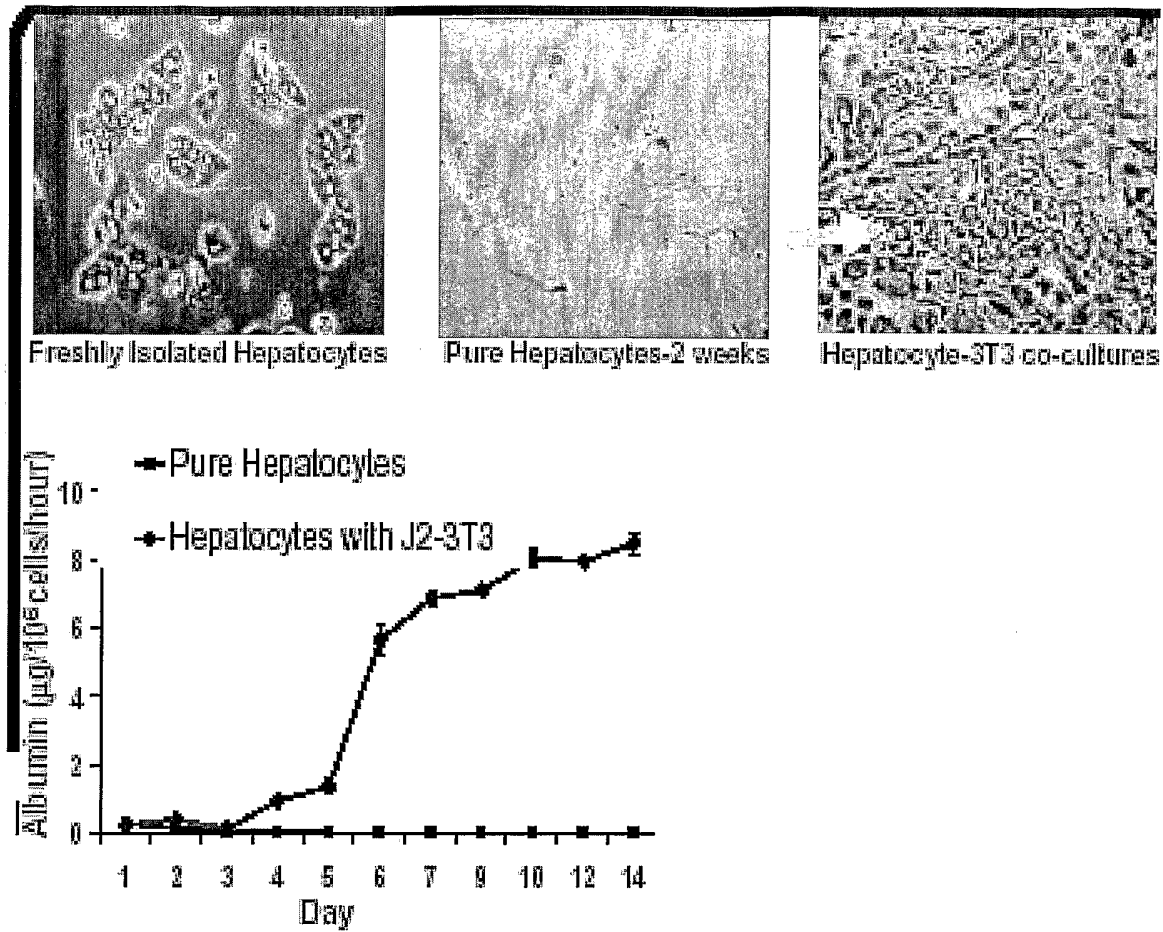 Freshly Isolated Hepatocytes
Pure Hepatocytes-2 weeks
Hepatocyte-3T3 co-cultures
Pure Hepatocytes
Hepatocytes with J2-3T3
Albumin (µg/10⁶cells/hour)
10
8
6
4
2
0
1 2 3 4 5 6 7 9 10 12 14
Day